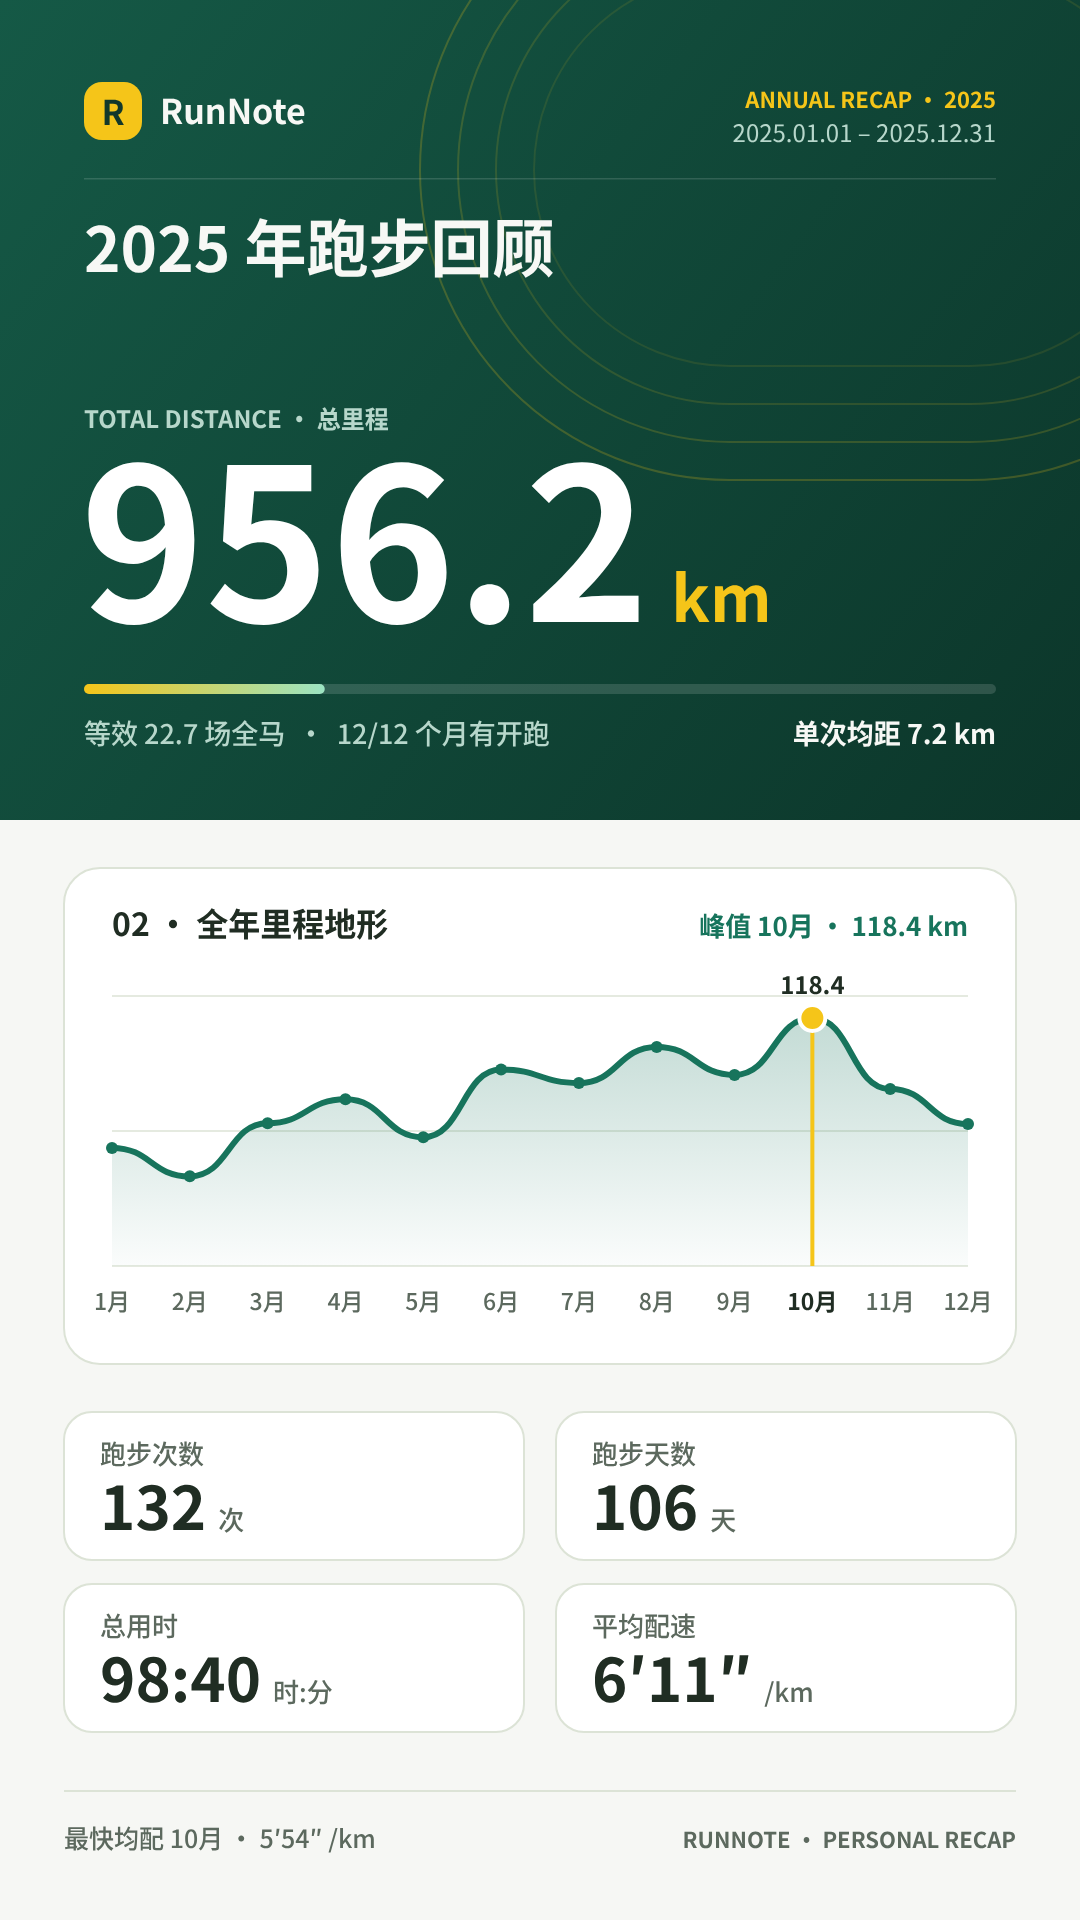 R RunNote
ANNUAL RECAP • 2025
2025.01.01 – 2025.12.31
2025 年跑步回顾
TOTAL DISTANCE • 总里程
956.2 km
等效 22.7 场全马 • 12/12 个月有开跑
单次均距 7.2 km
02 • 全年里程地形
峰值 10月 • 118.4 km
118.4
1月 2月 3月 4月 5月 6月 7月 8月 9月 10月 11月 12月
跑步次数
132 次
跑步天数
106 天
总用时
98:40 时:分
平均配速
6′11″ /km
最快均配 10月 • 5′54″ /km
RUNNOTE • PERSONAL RECAP